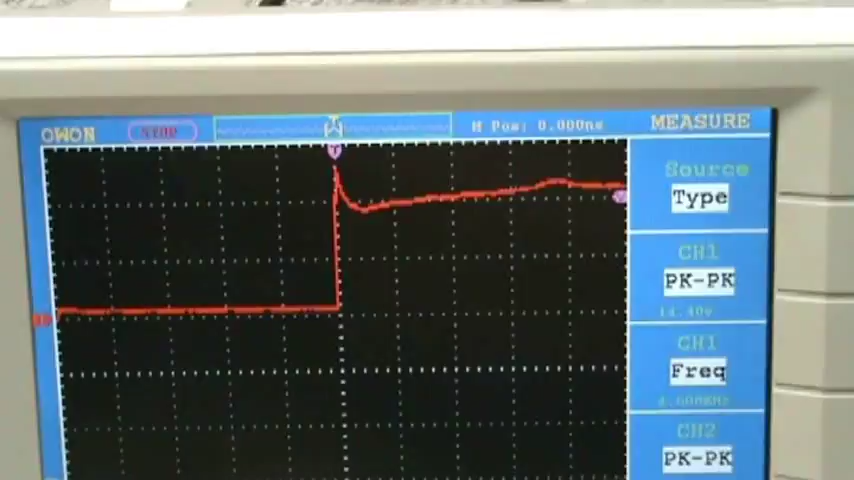 OWON STOP M Pos: 0.000ns MEASURE
T
Source
Type
CH1
PK-PK
CH1
Freq
CH2
PK-PK